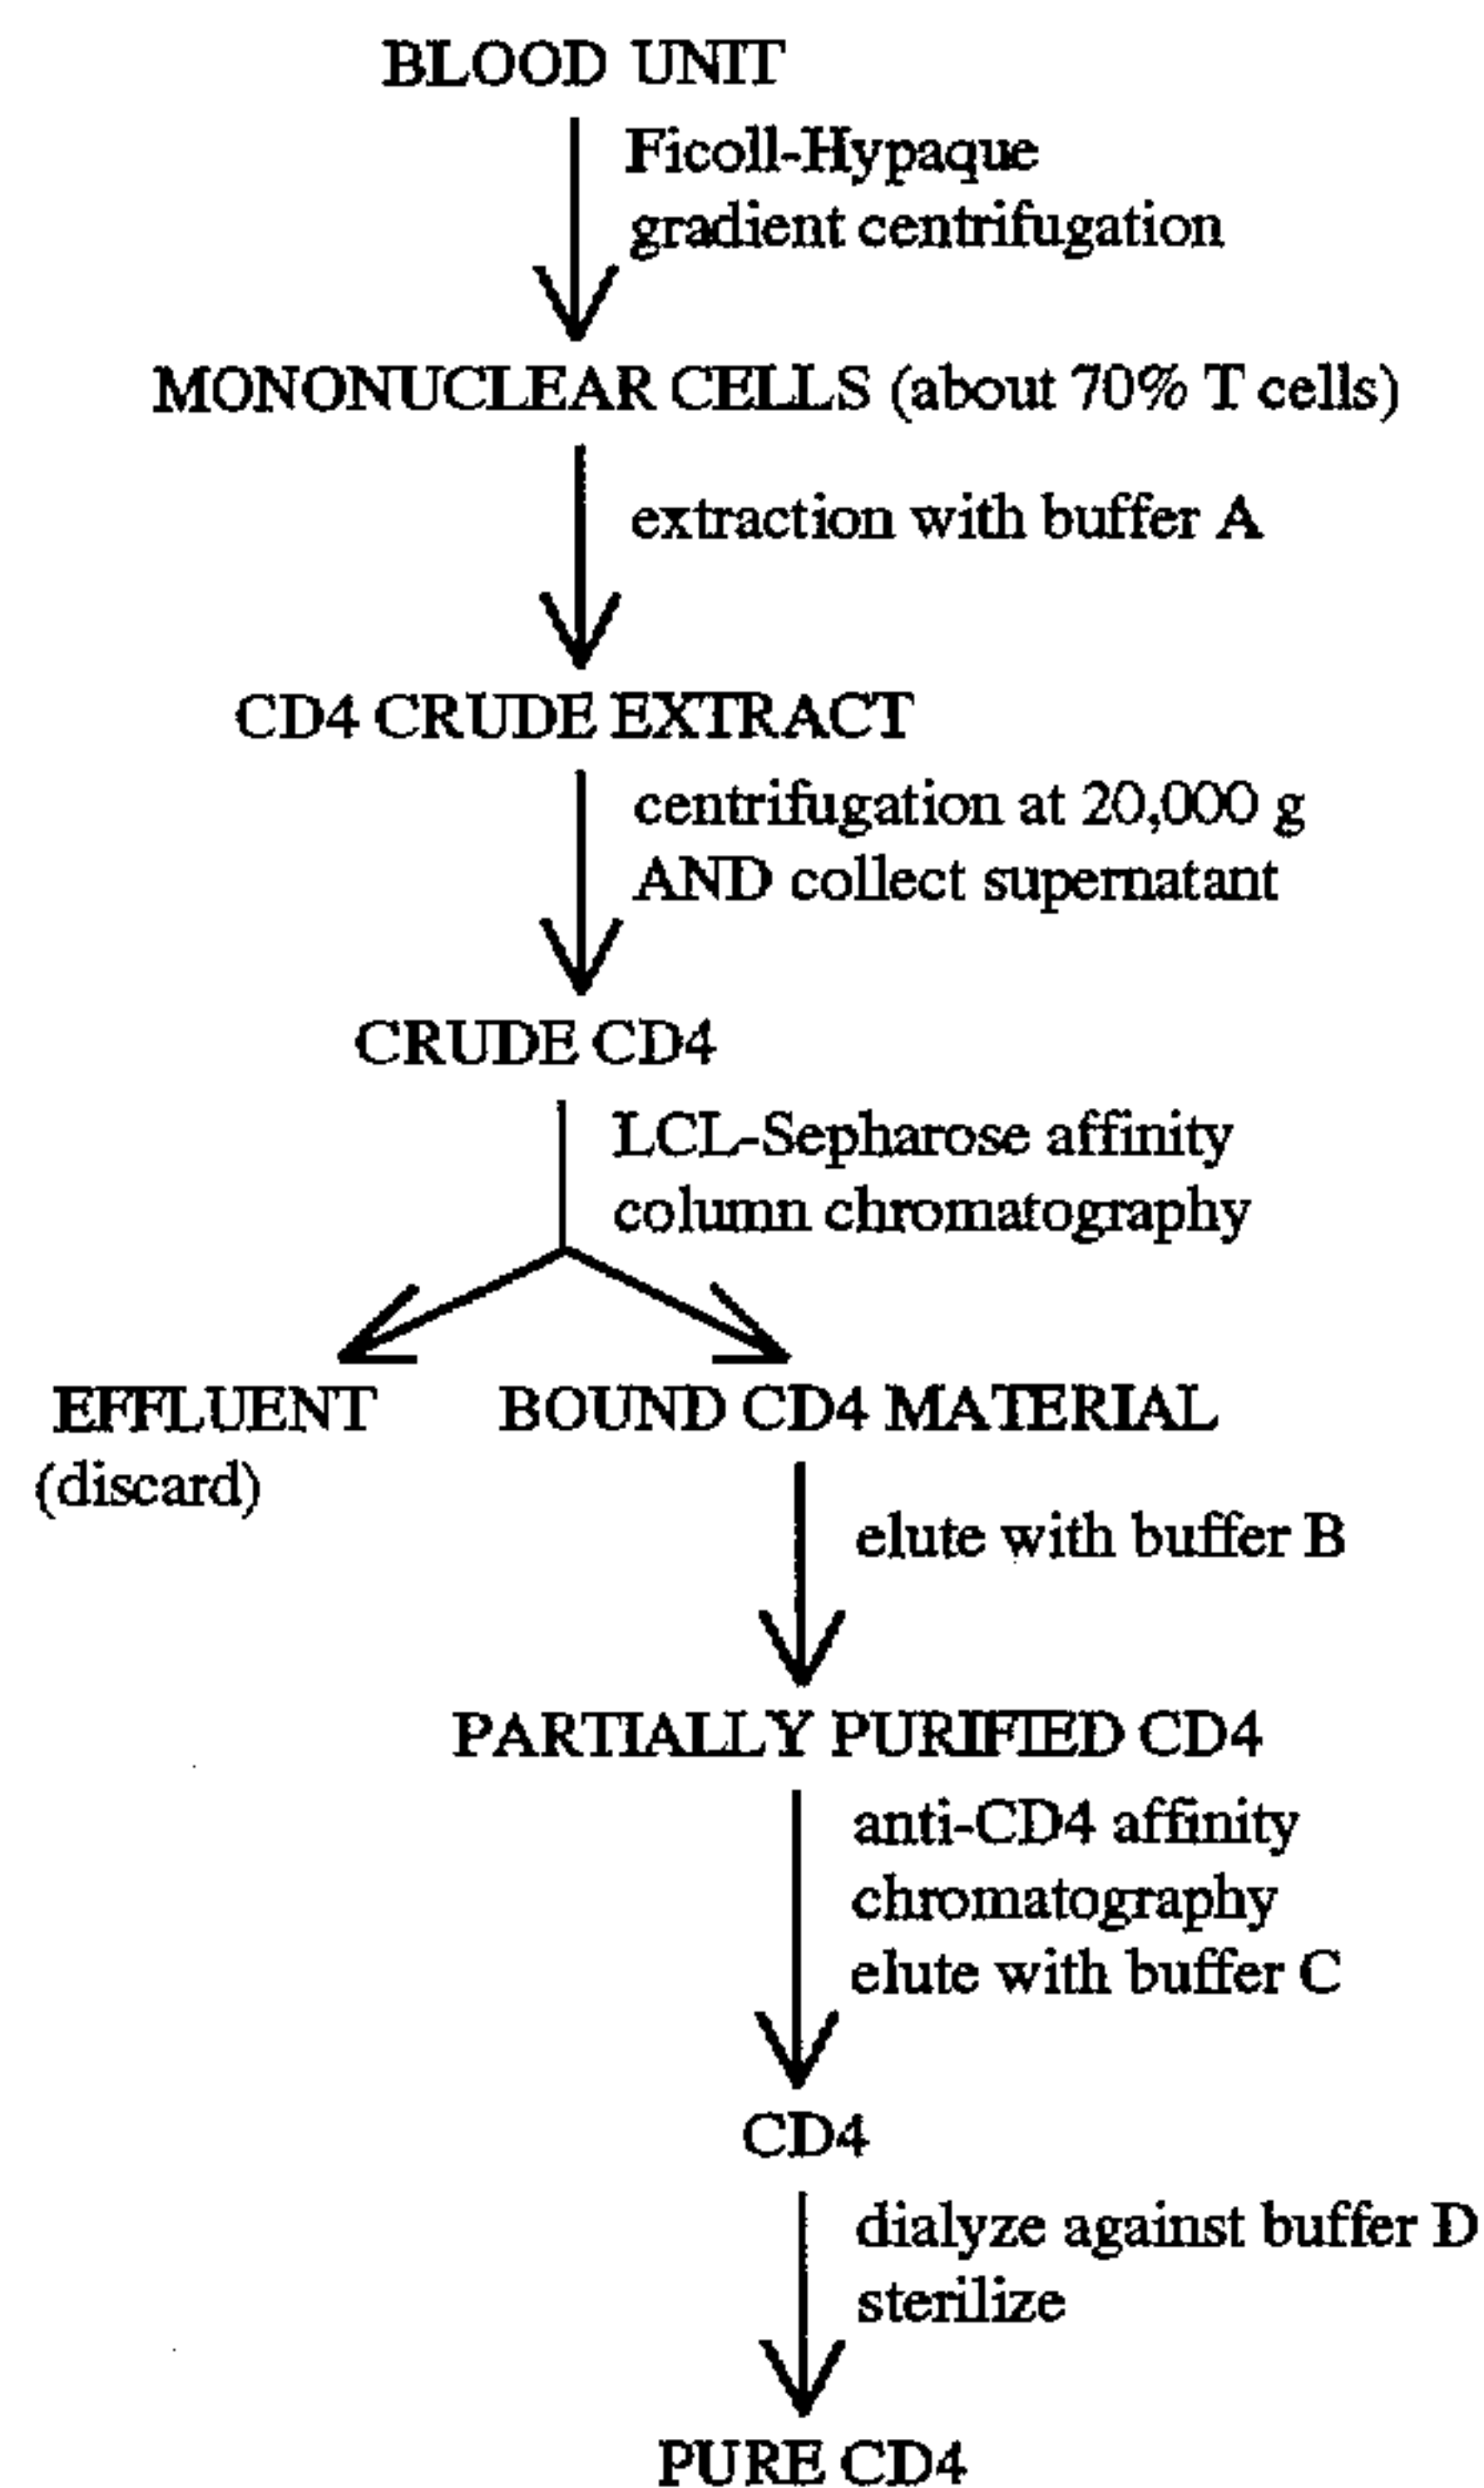 BLOOD UNIT
Ficoll-Hypaque
gradient centrifugation
MONONUCLEAR CELLS (about 70% T cells)
extraction with buffer A
CD4 CRUDE EXTRACT
centrifugation at 20,000 g
AND collect supernatant
CRUDE CD4
LCL-Sepharose affinity
column chromatography
EFFLUENT BOUND CD4 MATERIAL
(discard)
elute with buffer B
PARTIALLY PURIFIED CD4
anti-CD4 affinity
chromatography
elute with buffer C
CD4
dialyze against buffer D
sterilize
PURE CD4